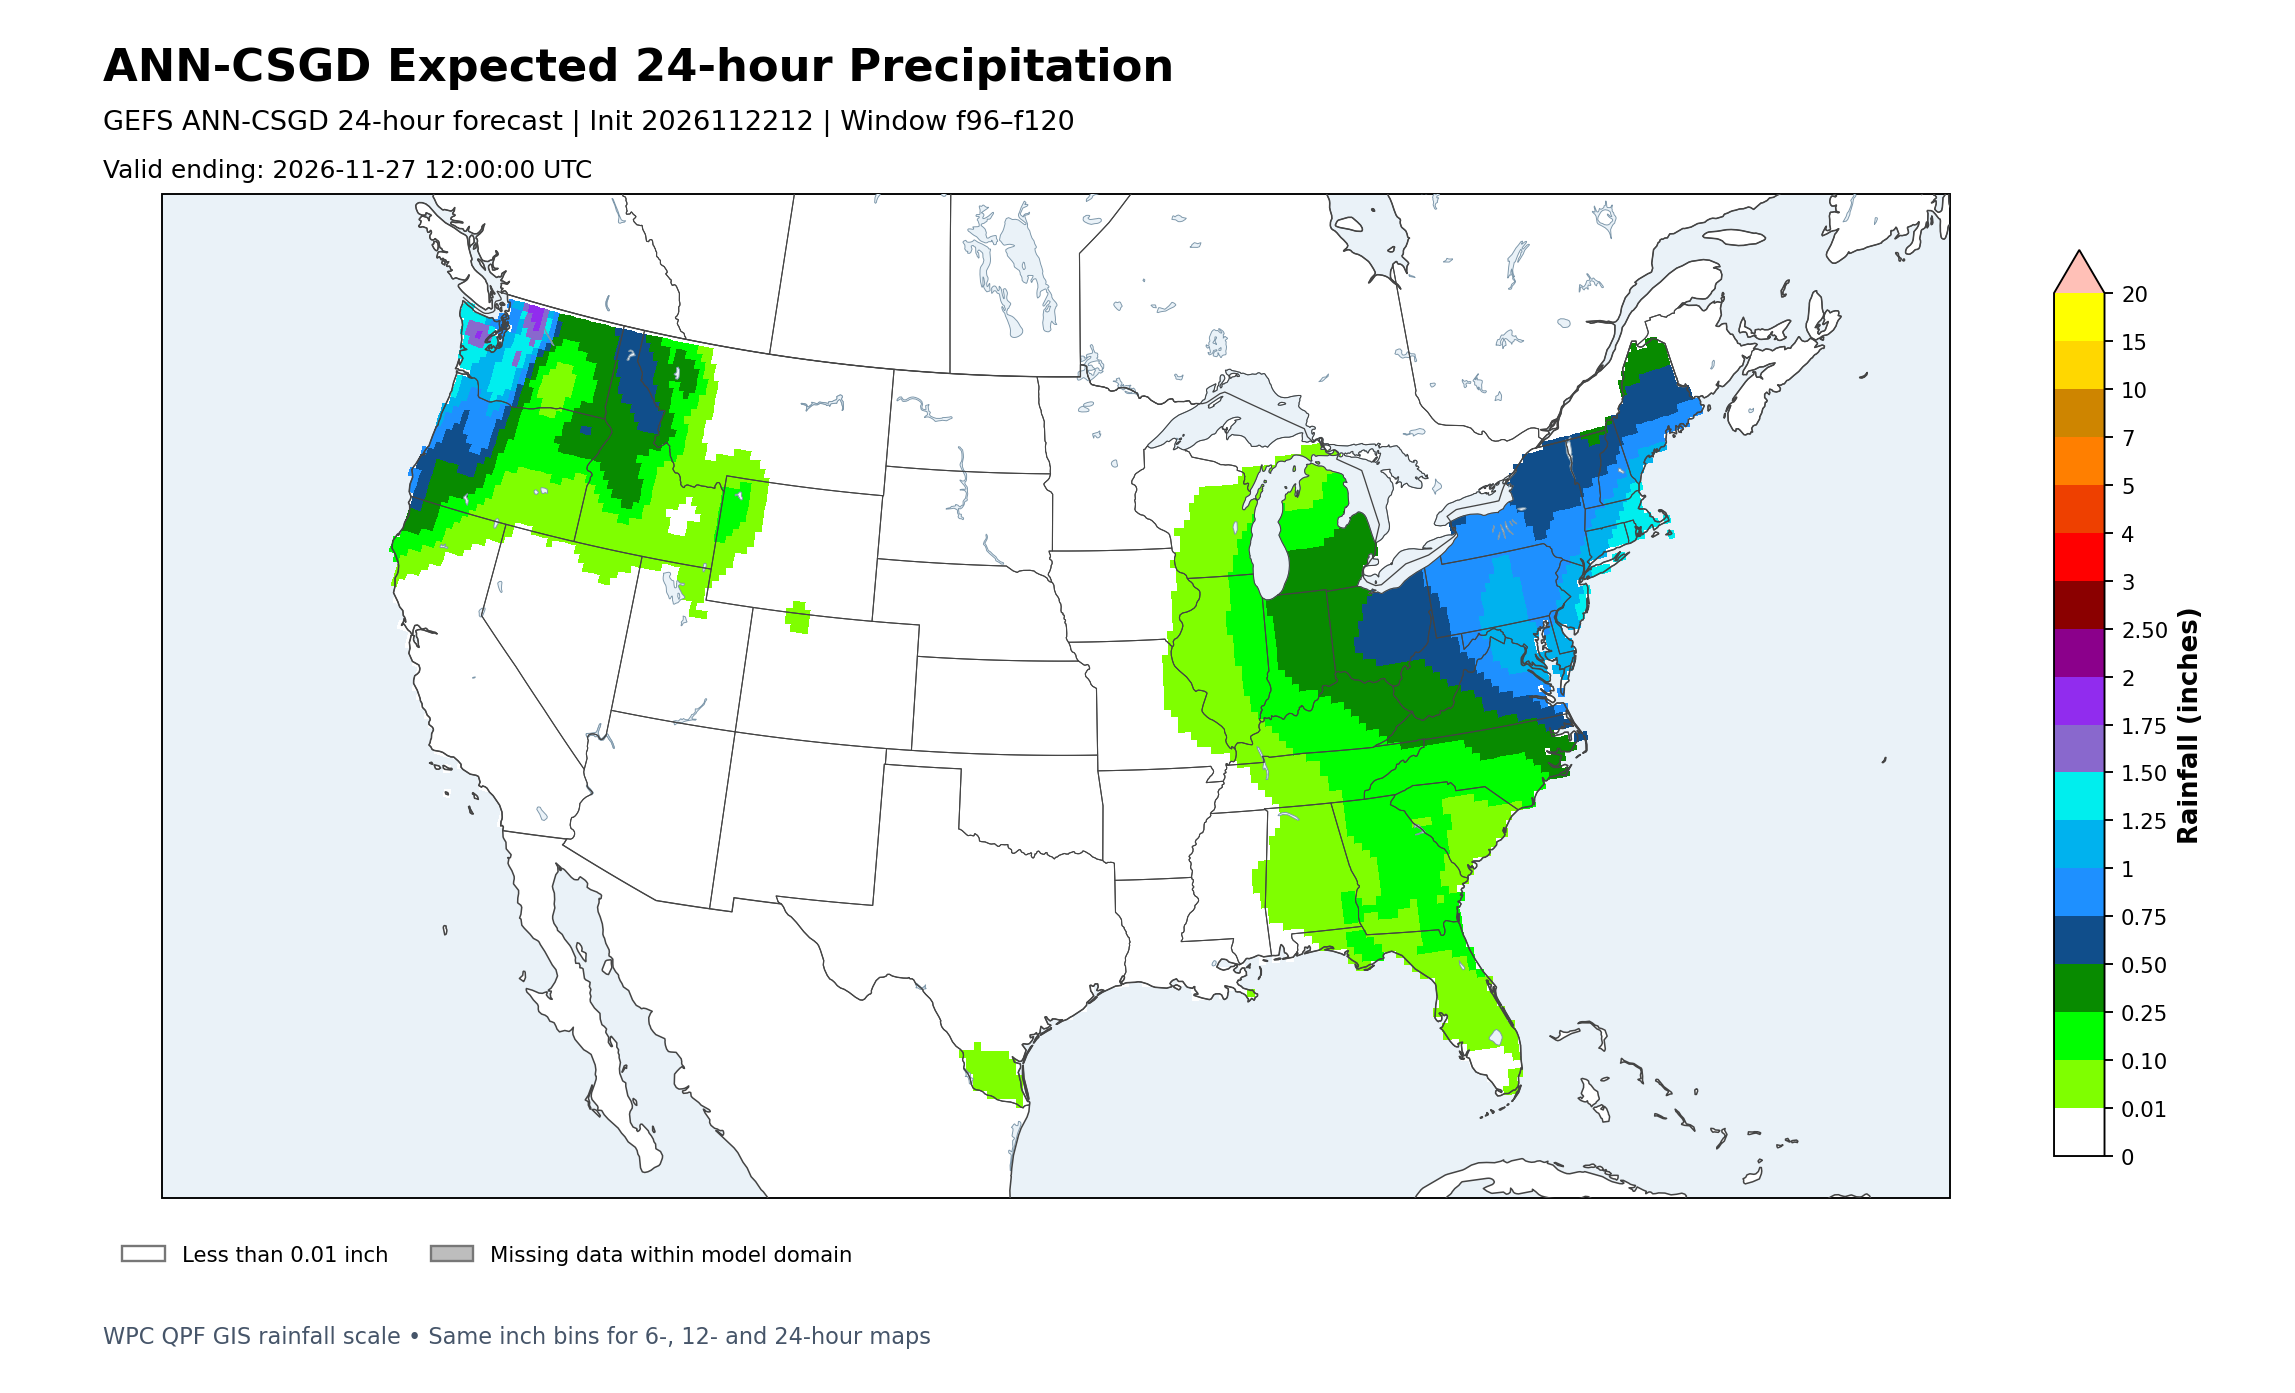 ANN-CSGD Expected 24-hour Precipitation
GEFS ANN-CSGD 24-hour forecast | Init 2026112212 | Window f96–f120
Valid ending: 2026-11-27 12:00:00 UTC
20
15
10
7
5
4
3
2.50
2
1.75
1.50
1.25
1
0.75
0.50
0.25
0.10
0.01
0
Rainfall (inches)
Less than 0.01 inch
Missing data within model domain
WPC QPF GIS rainfall scale • Same inch bins for 6-, 12- and 24-hour maps